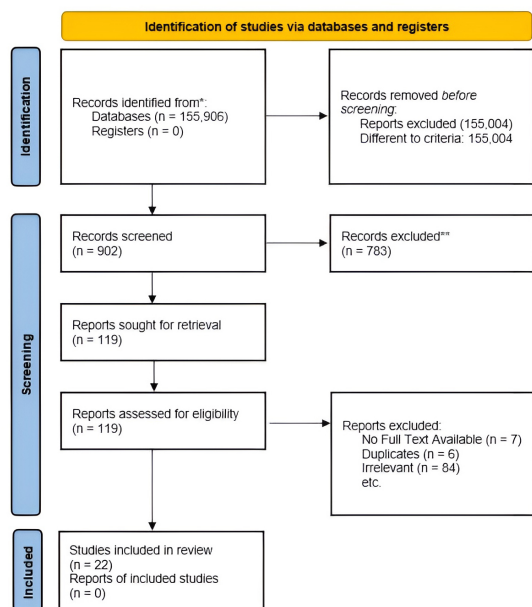 Identification of studies via databases and registers
Identification
Records identified from*:
Databases (n = 155,906)
Registers (n = 0)
Records removed before
screening:
Reports excluded (155,004)
Different to criteria: 155,004
Screening
Records screened
(n = 902)
Records excluded**
(n = 783)
Reports sought for retrieval
(n = 119)
Reports assessed for eligibility
(n = 119)
Reports excluded:
No Full Text Available (n = 7)
Duplicates (n = 6)
Irrelevant (n = 84)
etc.
Included
Studies included in review
(n = 22)
Reports of included studies
(n = 0)